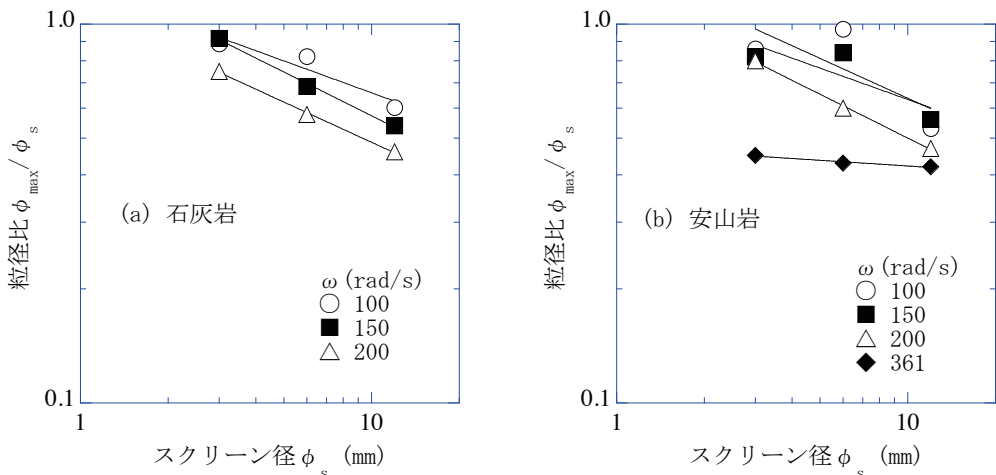 1.0
粒径比 φmax/φs
(a) 石灰岩
ω (rad/s)
100
150
200
0.1
1
10
スクリーン径 φs (mm)
1.0
粒径比 φmax/φs
(b) 安山岩
ω (rad/s)
100
150
200
361
0.1
1
10
スクリーン径 φs (mm)